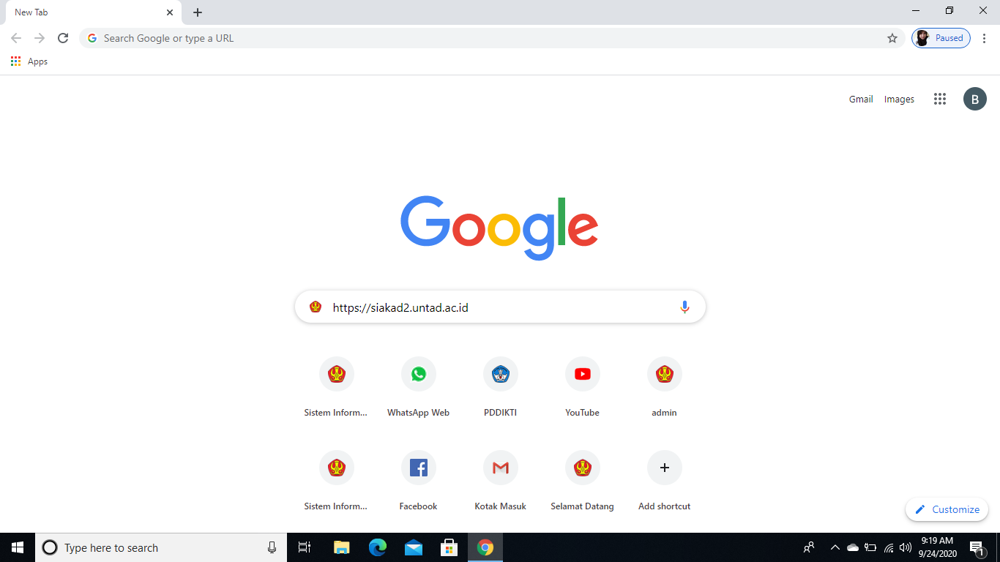 New Tab
Search Google or type a URL
Paused
Apps
Gmail Images
B
Google
https://siakad2.untad.ac.id
Sistem Inform... WhatsApp Web PDDIKTI YouTube admin
Sistem Inform... Facebook Kotak Masuk Selamat Datang Add shortcut
Customize
Type here to search
9:19 AM
9/24/2020
1